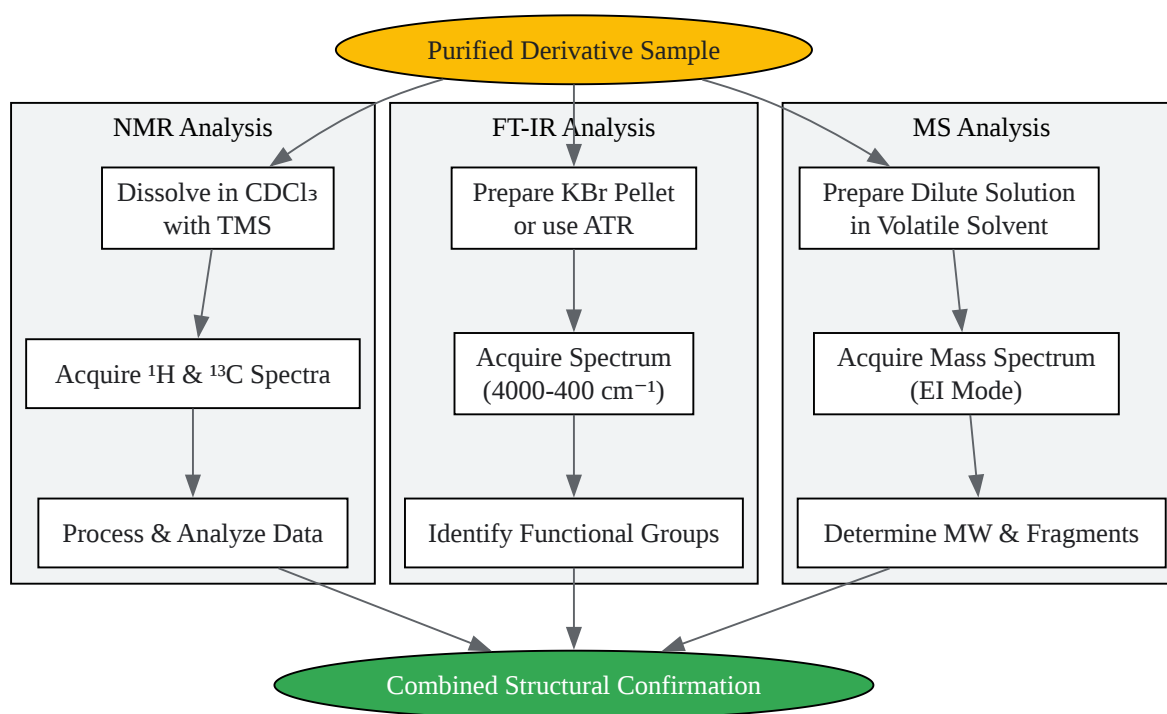 Purified Derivative Sample
NMR Analysis
Dissolve in CDCl₃
with TMS
Acquire ¹H & ¹³C Spectra
Process & Analyze Data
FT-IR Analysis
Prepare KBr Pellet
or use ATR
Acquire Spectrum
(4000-400 cm⁻¹)
Identify Functional Groups
MS Analysis
Prepare Dilute Solution
in Volatile Solvent
Acquire Mass Spectrum
(EI Mode)
Determine MW & Fragments
Combined Structural Confirmation